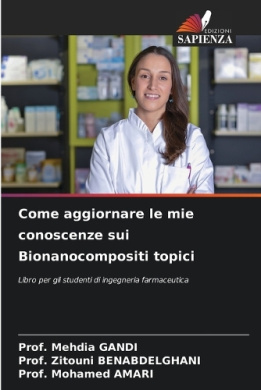 EDIZIONI
SAPIENZA
Come aggiornare le mie
conoscenze sui
Bionanocompositi topici
Libro per gli studenti di ingegneria farmaceutica
Prof. Mehdia GANDI
Prof. Zitouni BENABDELGHANI
Prof. Mohamed AMARI